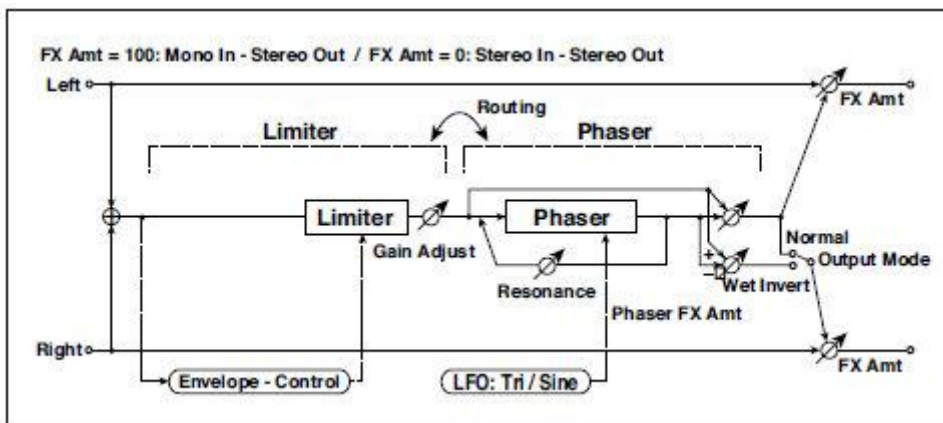 FX Amt = 100: Mono In - Stereo Out / FX Amt = 0: Stereo In - Stereo Out
Left
FX Amt
Routing
Limiter
Phaser
Limiter
Phaser
Gain Adjust
Normal
Output Mode
+
−
Wet Invert
Resonance
Phaser FX Amt
Right
FX Amt
Envelope - Control
LFO: Tri / Sine